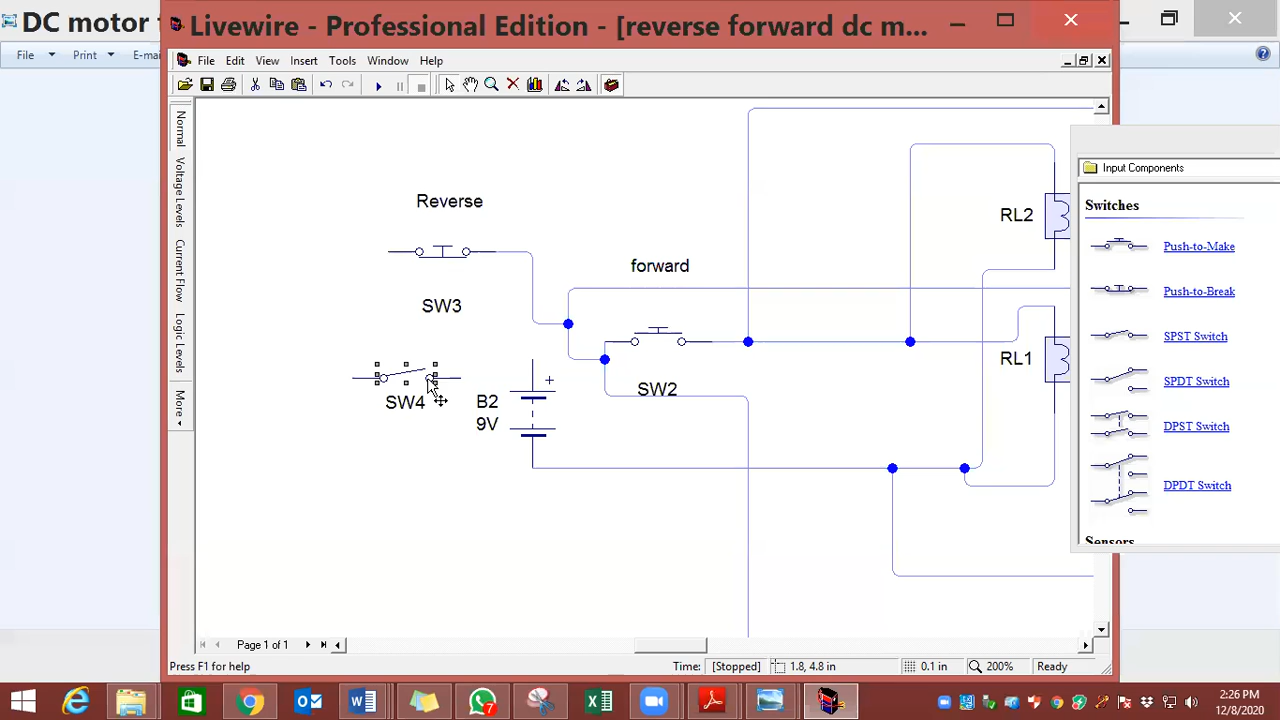 DC motor
Livewire - Professional Edition - [reverse forward dc m...
File Print E-mai
File Edit View Insert Tools Window Help
Normal
Voltage Levels
Current Flow
Logic Levels
More
Reverse
SW3
forward
SW2
SW4
B2
9V
+
RL2
RL1
Input Components
Switches
Push-to-Make
Push-to-Break
SPST Switch
SPDT Switch
DPST Switch
DPDT Switch
Sensors
Page 1 of 1
Press F1 for help
Time: [Stopped] 1.8, 4.8 in 0.1 in 200% Ready
7
2:26 PM
12/8/2020